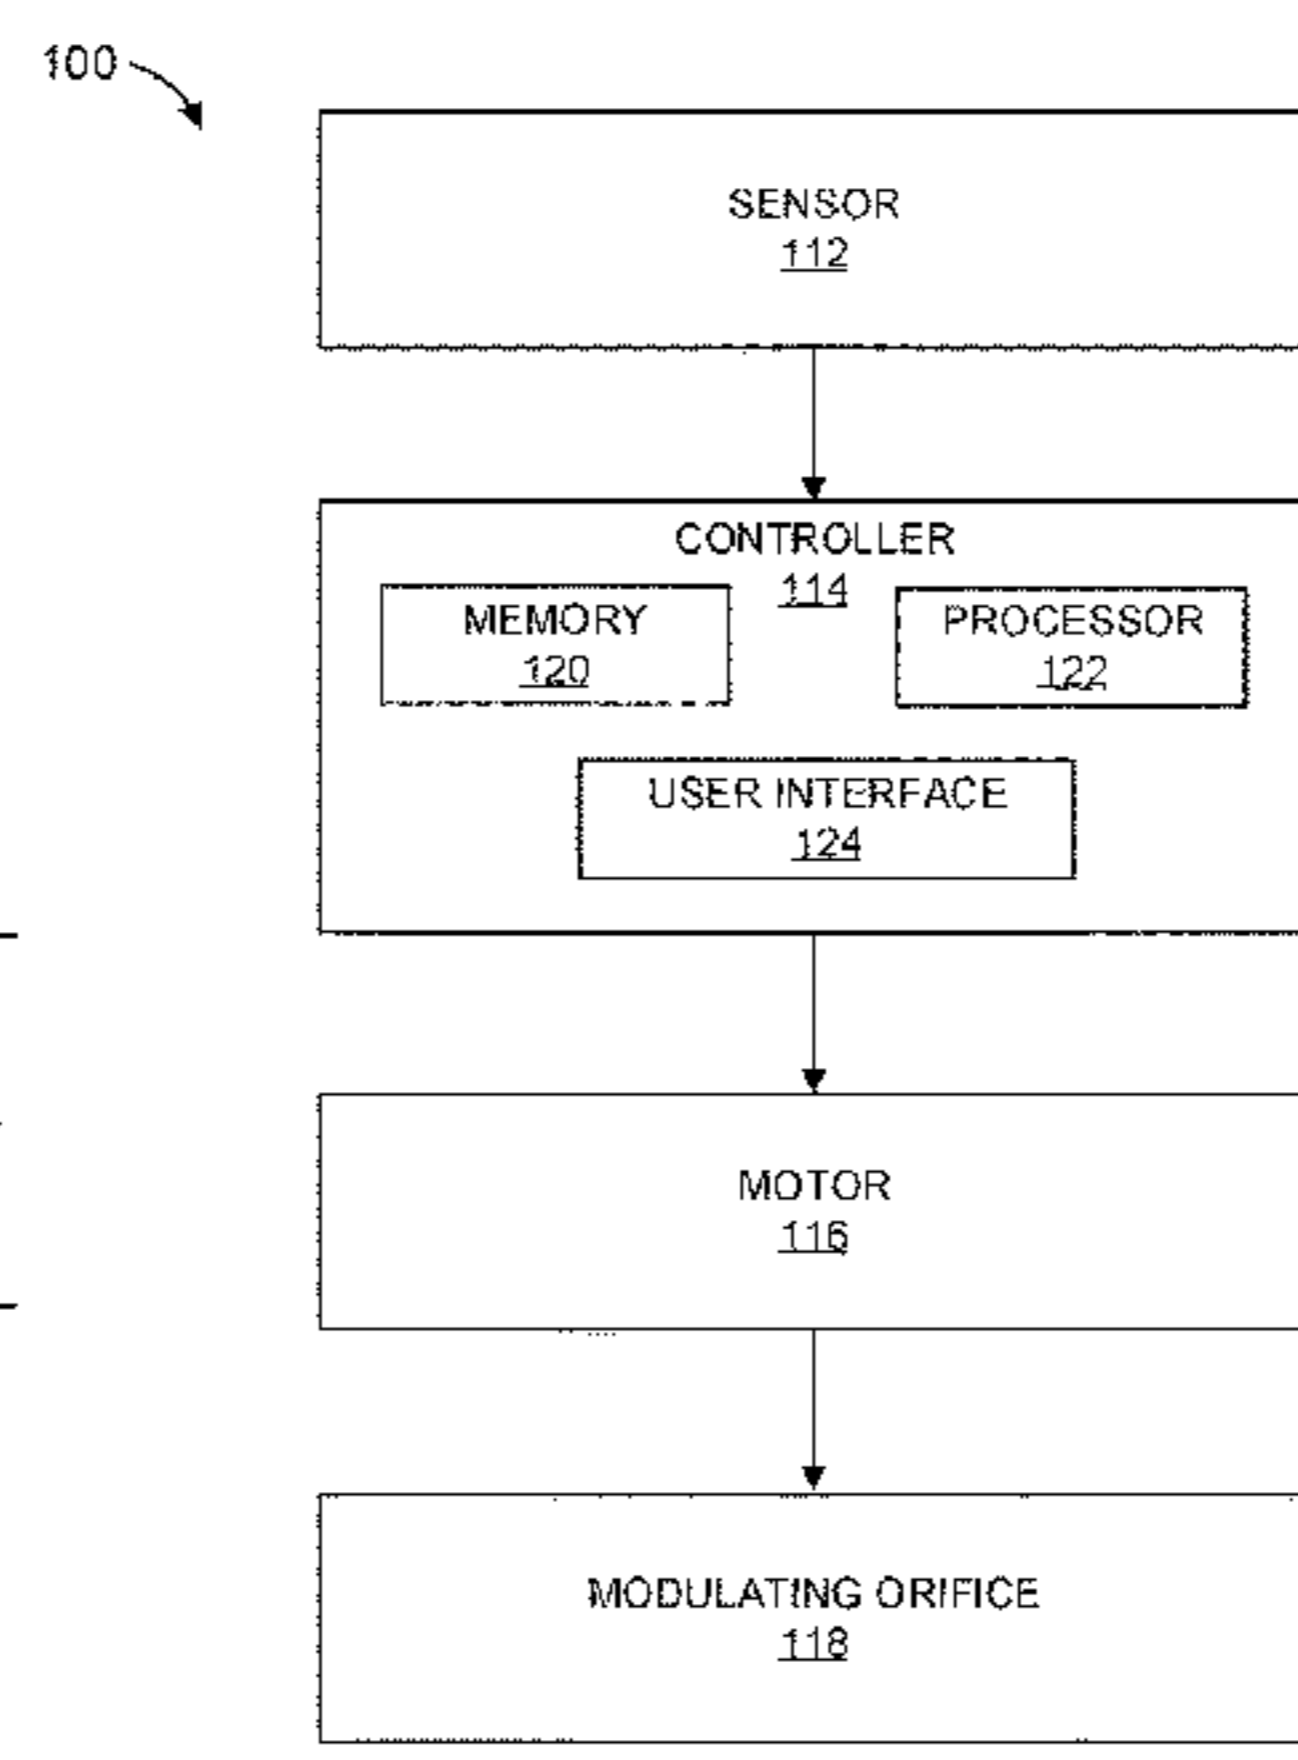 100
SENSOR
112
CONTROLLER
114
MEMORY
120
PROCESSOR
122
USER INTERFACE
124
MOTOR
116
MODULATING ORIFICE
118